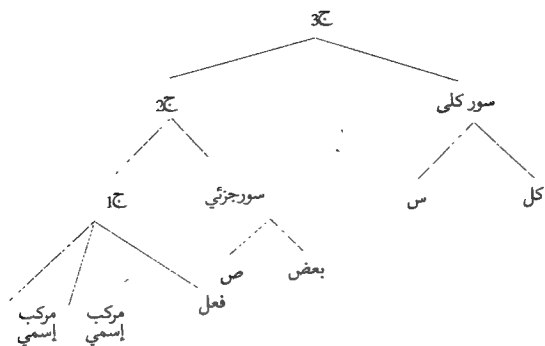 ج3
سور كلي ج2
كل س سورجزئي ج1
بعض ص
فعل مركب مركب
إسمي إسمي